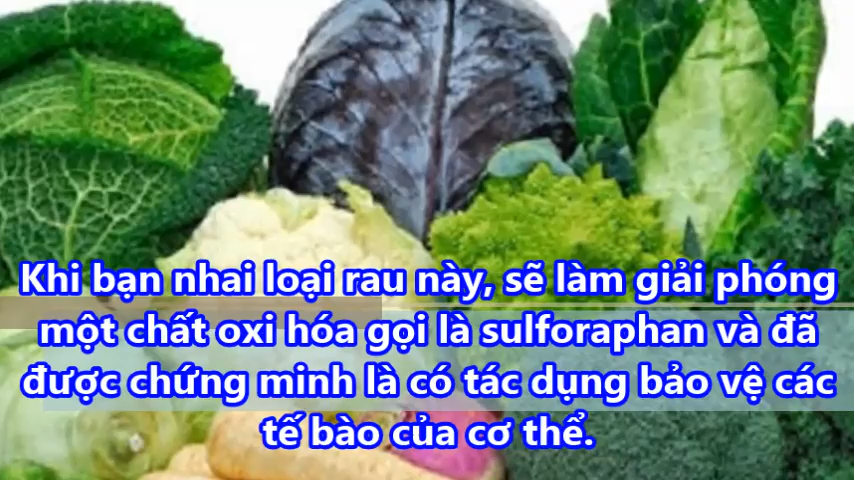 Khi bạn nhai loại rau này, sẽ làm giải phóng
một chất oxi hóa gọi là sulforaphan và đã
được chứng minh là có tác dụng bảo vệ các
tế bào của cơ thể.